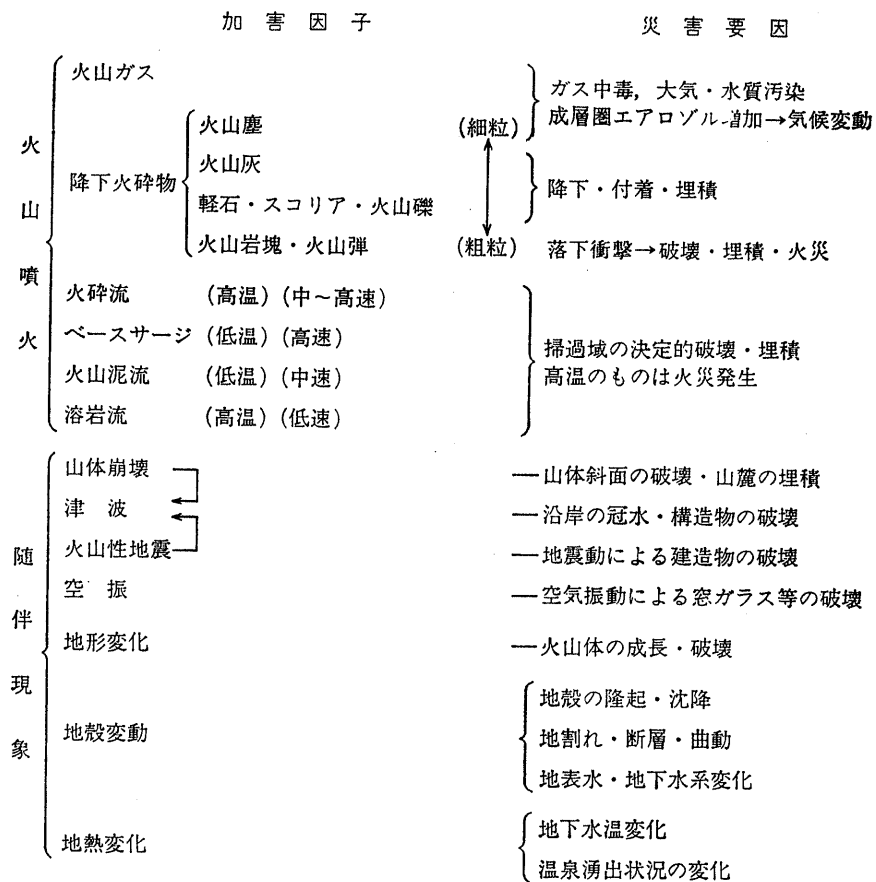 加害因子 災害要因
火山噴火
火山ガス
降下火砕物
火山塵
火山灰
軽石・スコリア・火山礫
火山岩塊・火山弾
(細粒)
(粗粒)
ガス中毒，大気・水質汚染
成層圏エアロゾル増加→気候変動
降下・付着・埋積
落下衝撃→破壊・埋積・火災
火砕流 (高温) (中～高速)
ベースサージ (低温) (高速)
火山泥流 (低温) (中速)
溶岩流 (高温) (低速)
掃過域の決定的破壊・埋積
高温のものは火災発生
随伴現象
山体崩壊 ―山体斜面の破壊・山麓の埋積
津波 ―沿岸の冠水・構造物の破壊
火山性地震 ―地震動による建造物の破壊
空振 ―空気振動による窓ガラス等の破壊
地形変化 ―火山体の成長・破壊
地殻変動
地殻の隆起・沈降
地割れ・断層・曲動
地表水・地下水系変化
地熱変化
地下水温変化
温泉湧出状況の変化